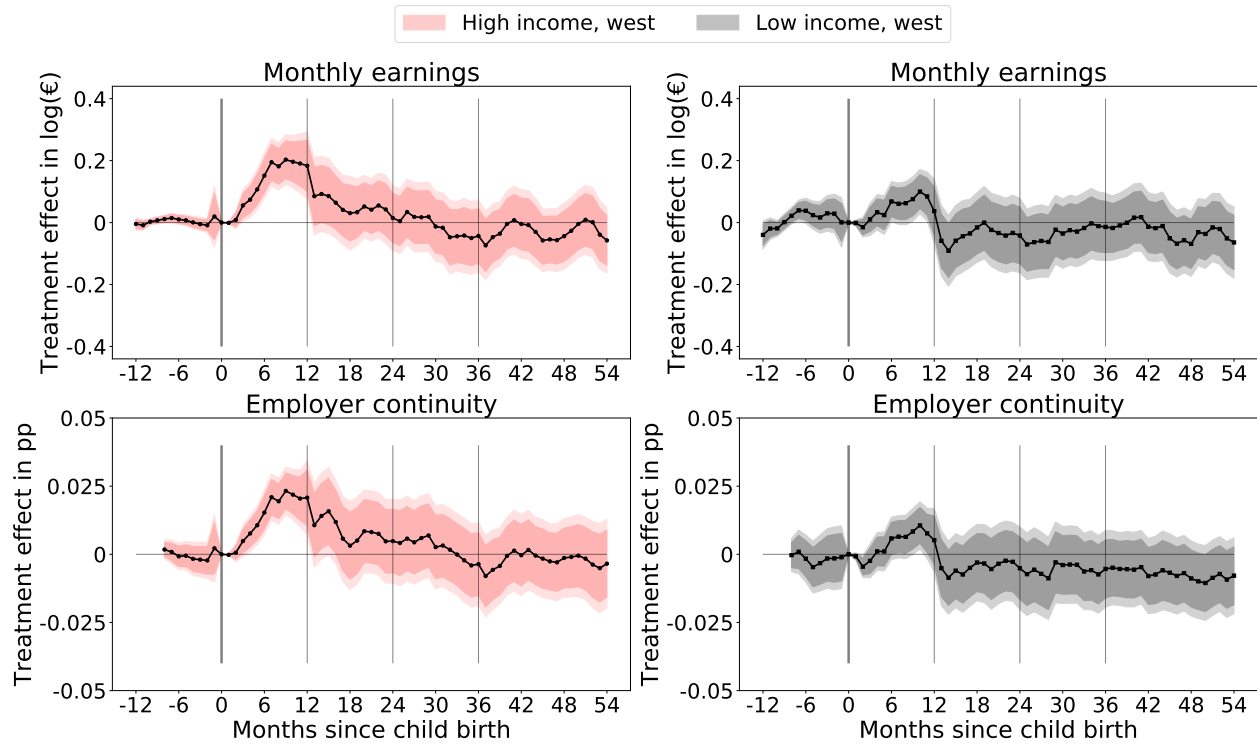 High income, west Low income, west
Monthly earnings Monthly earnings
Treatment effect in log(€) Treatment effect in log(€)
0.4 0.4
0.2 0.2
0 0
-0.2 -0.2
-0.4 -0.4
-12 -6 0 6 12 18 24 30 36 42 48 54 -12 -6 0 6 12 18 24 30 36 42 48 54
Employer continuity Employer continuity
Treatment effect in pp Treatment effect in pp
0.05 0.05
0.025 0.025
0 0
-0.025 -0.025
-0.05 -0.05
-12 -6 0 6 12 18 24 30 36 42 48 54 -12 -6 0 6 12 18 24 30 36 42 48 54
Months since child birth Months since child birth